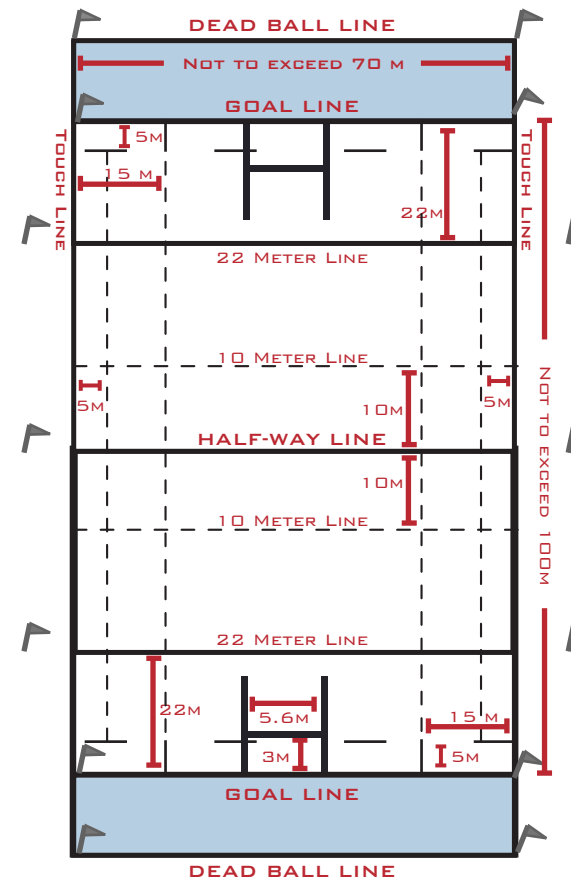 DEAD BALL LINE
NOT TO EXCEED 70 M
GOAL LINE
TOUCH LINE
TOUCH LINE
5M
15 M
22M
22 METER LINE
10 METER LINE
5M
5M
10M
NOT TO EXCEED 100M
HALF-WAY LINE
10M
10 METER LINE
22 METER LINE
22M
5.6M
15 M
3M
5M
GOAL LINE
DEAD BALL LINE